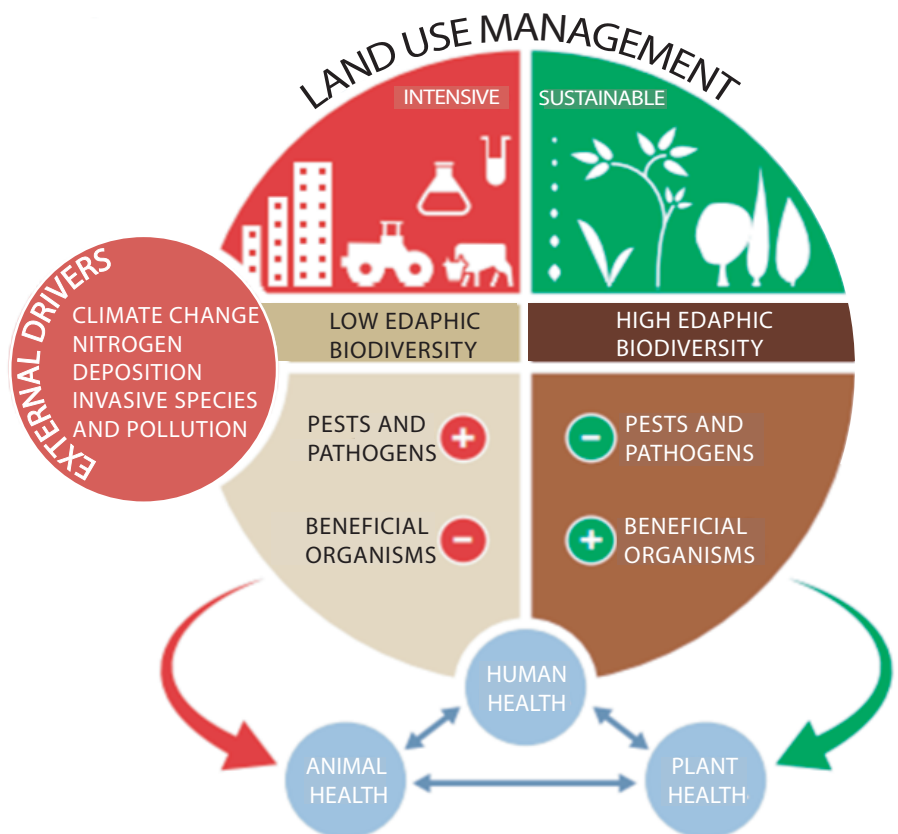 LAND USE MANAGEMENT
INTENSIVE
SUSTAINABLE
EXTERNAL DRIVERS
CLIMATE CHANGE
NITROGEN
DEPOSITION
INVASIVE SPECIES
AND POLLUTION
LOW EDAPHIC
BIODIVERSITY
HIGH EDAPHIC
BIODIVERSITY
PESTS AND
PATHOGENS
+
BENEFICIAL
ORGANISMS
−
−
PESTS AND
PATHOGENS
+
BENEFICIAL
ORGANISMS
HUMAN
HEALTH
ANIMAL
HEALTH
PLANT
HEALTH